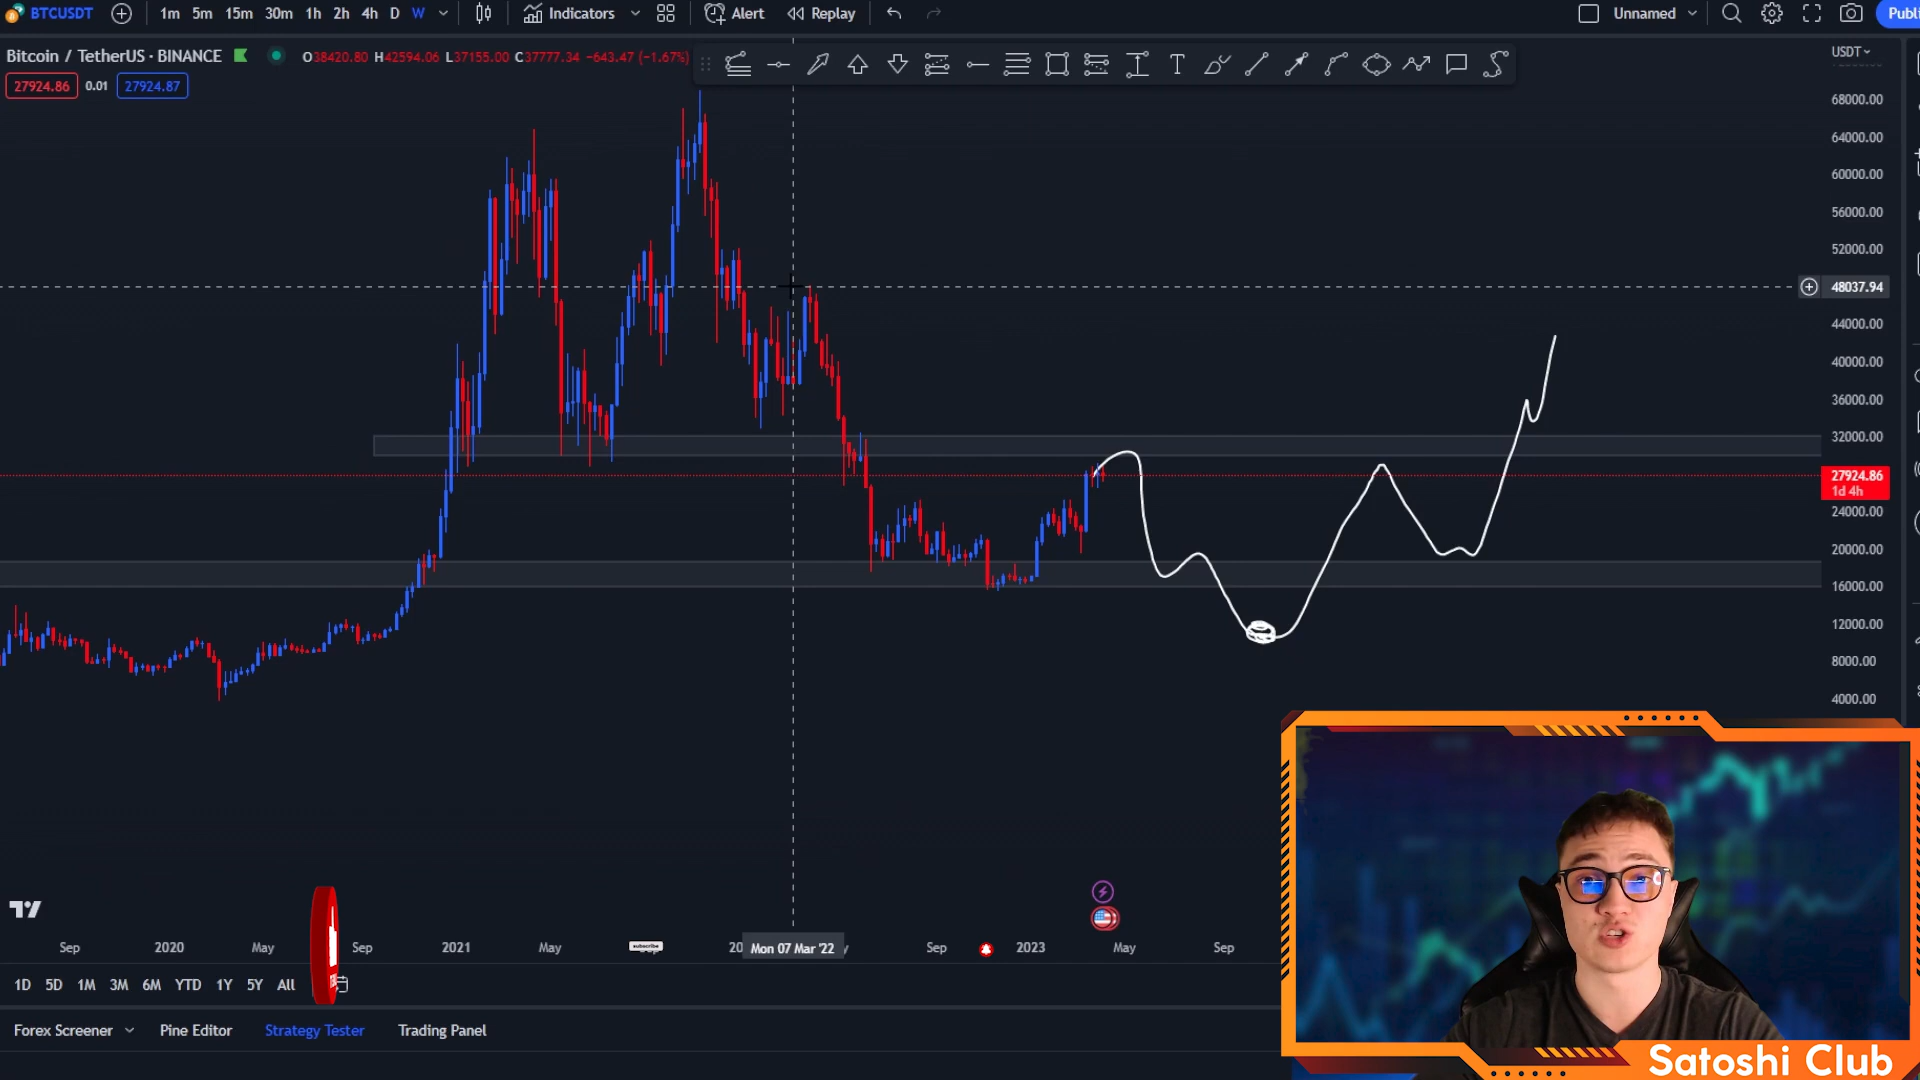 BTCUSDT 1m 5m 15m 30m 1h 2h 4h D W Indicators Alert Replay Unnamed Publi
Bitcoin / TetherUS · BINANCE O38420.80 H42594.06 L37155.00 C37777.34 −643.47 (−1.67%) USDT
27924.86 0.01 27924.87
68000.00
64000.00
60000.00
56000.00
52000.00
48037.94
44000.00
40000.00
36000.00
32000.00
27924.86
1d 4h
24000.00
20000.00
16000.00
12000.00
8000.00
4000.00
Sep 2020 May Sep 2021 May subscribe 20 Mon 07 Mar '22 Sep 2023 May Sep
1D 5D 1M 3M 6M YTD 1Y 5Y All
Forex Screener Pine Editor Strategy Tester Trading Panel
Satoshi Club